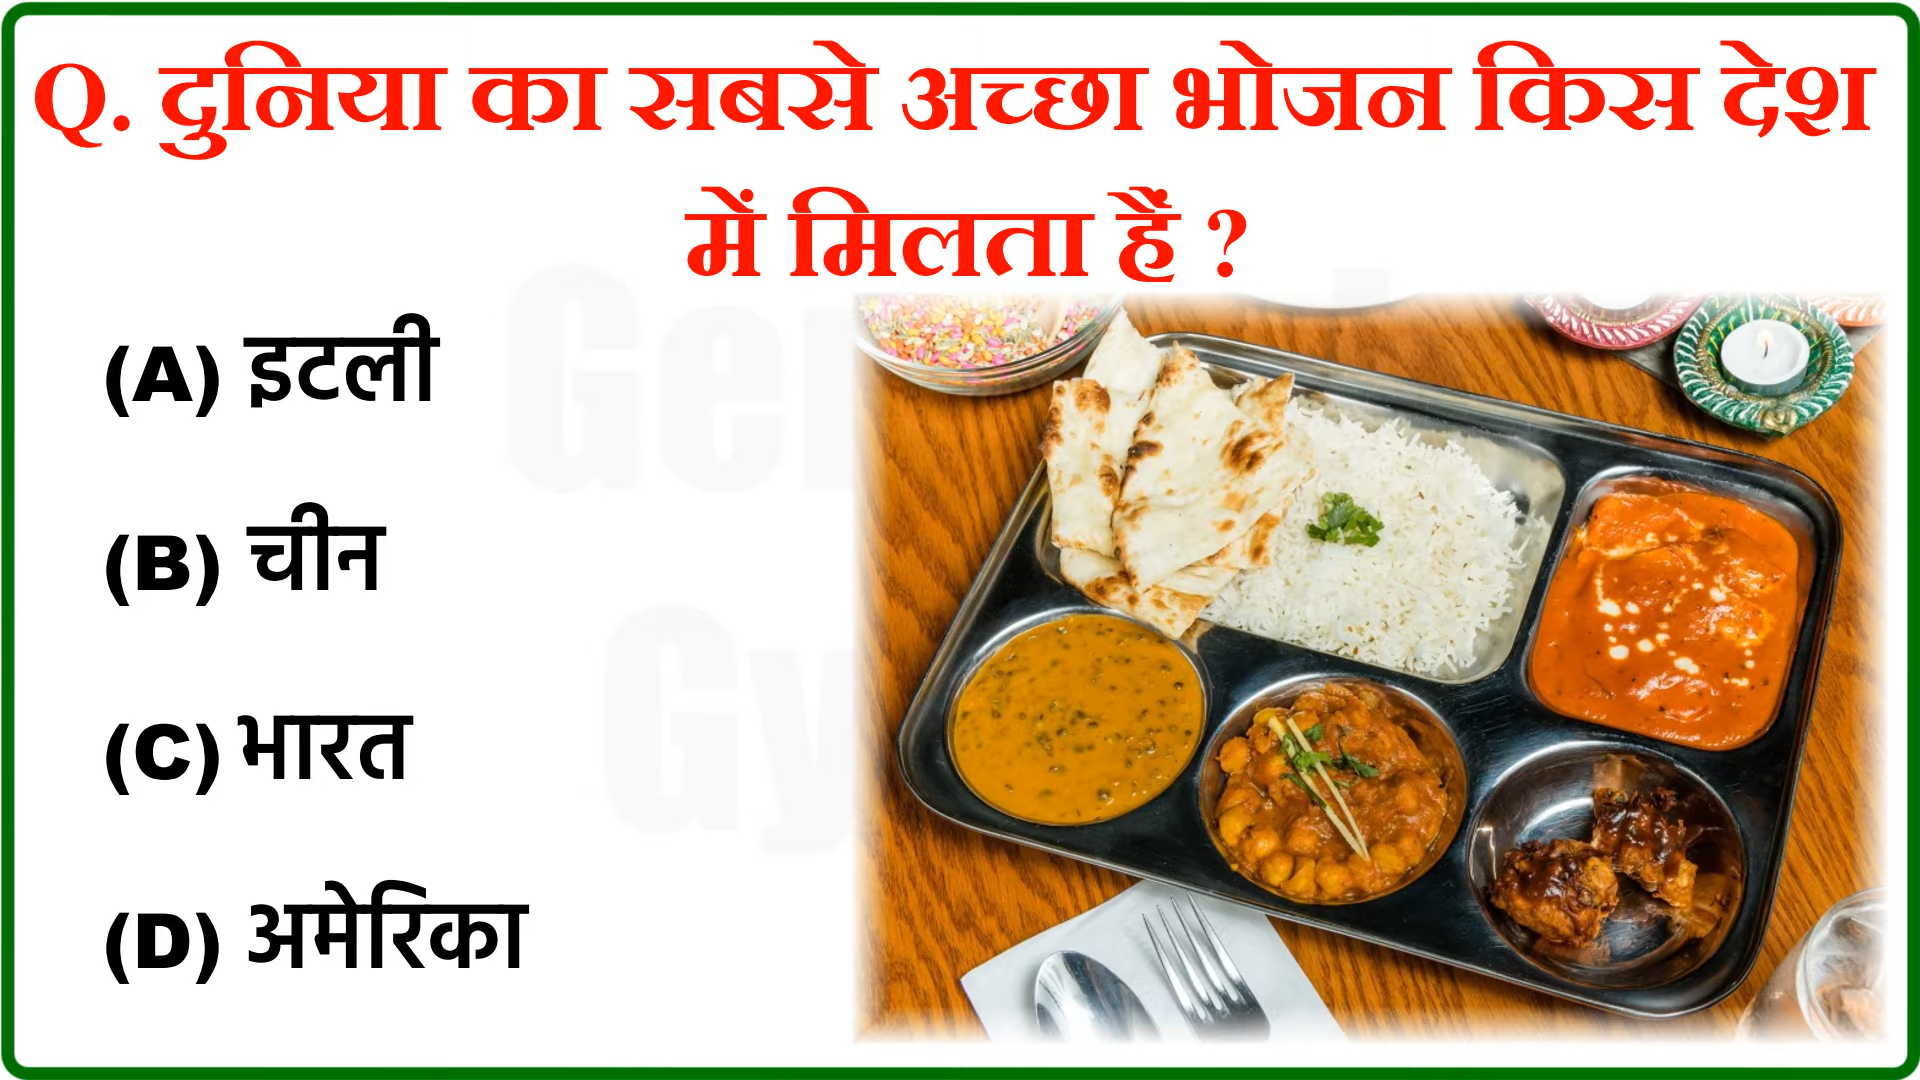 Q. दुनिया का सबसे अच्छा भोजन किस देश
में मिलता हैं ?
(A) इटली
(B) चीन
(C) भारत
(D) अमेरिका